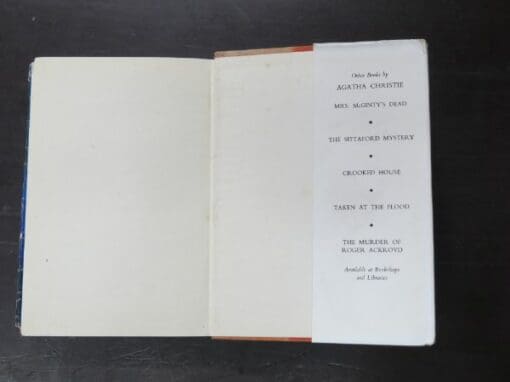 Other Books by
AGATHA CHRISTIE
MRS. McGINTY'S DEAD
THE SITTAFORD MYSTERY
CROOKED HOUSE
TAKEN AT THE FLOOD
THE MURDER OF
ROGER ACKROYD
Available at Bookshops
and Libraries